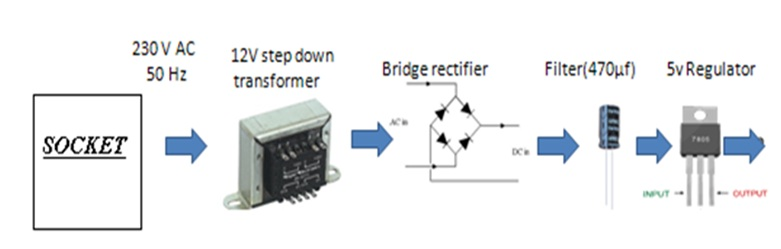 230 V AC
50 Hz
12V step down
transformer
Bridge rectifier
Filter(470µf)
5v Regulator
SOCKET
AC in
DC in
7805
INPUT
OUTPUT